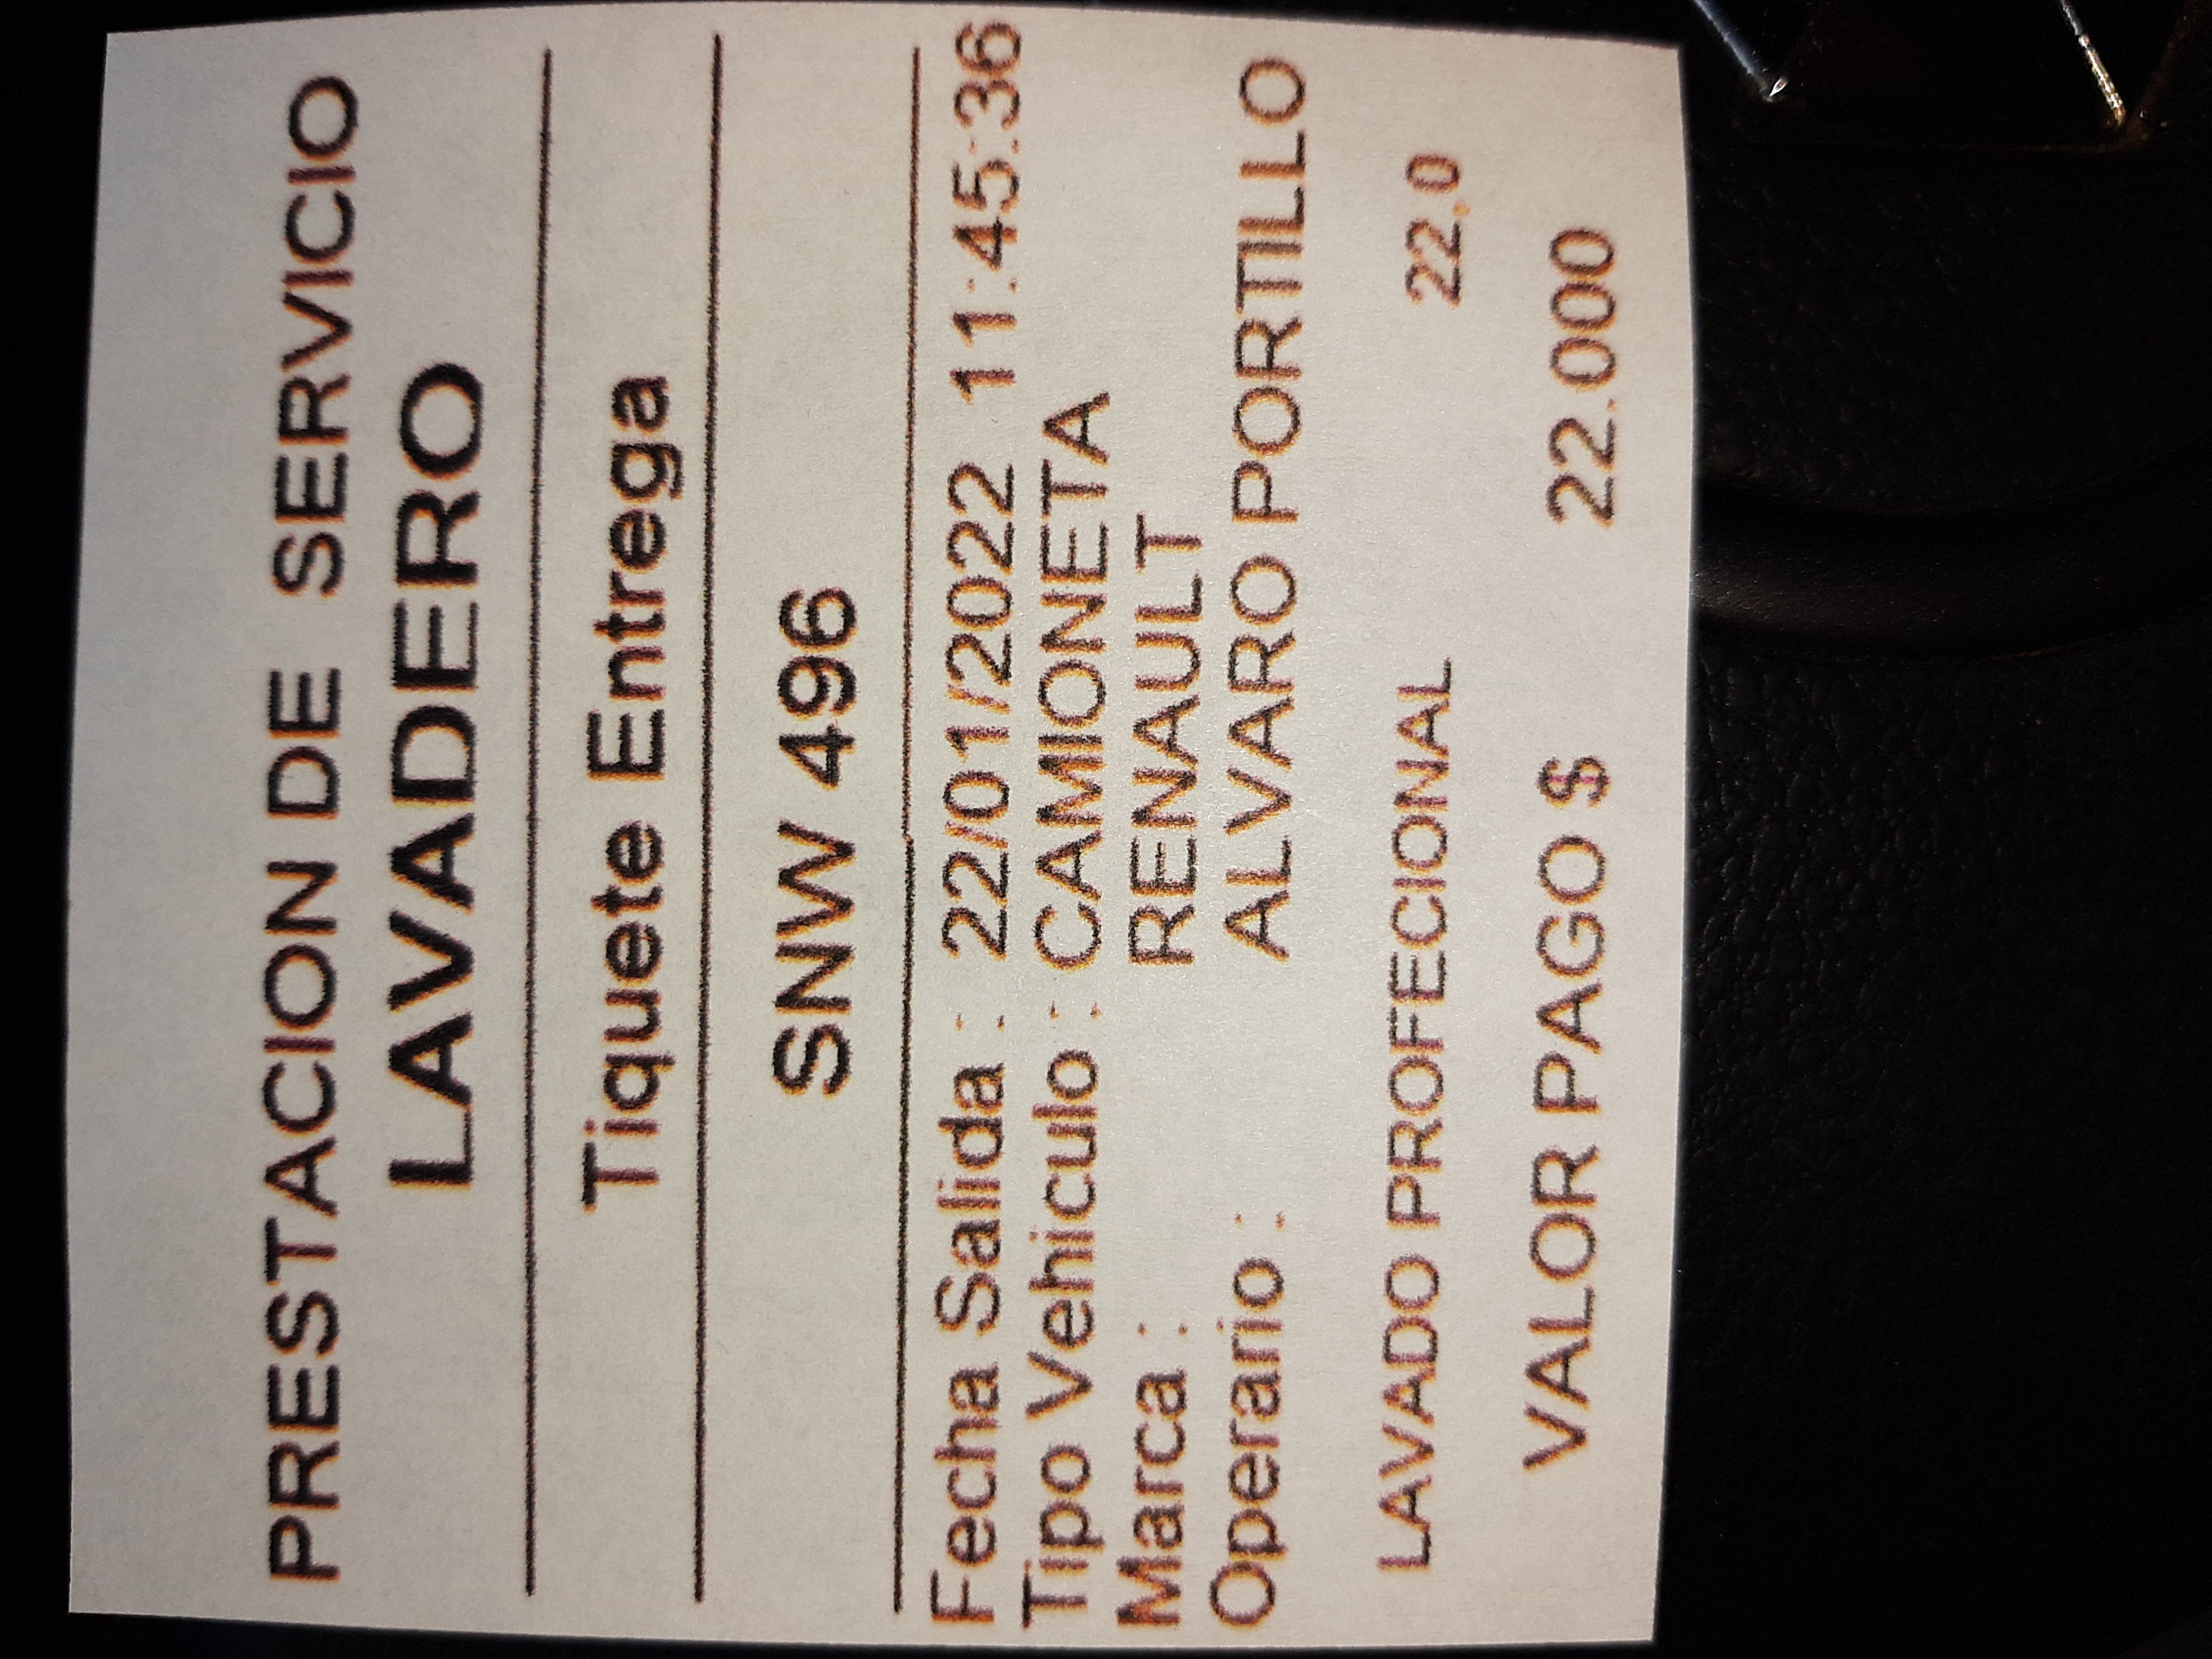 PRESTACION DE SERVICIO
LAVADERO
Tiquete Entrega
SNW 496
Fecha Salida : 22/01/2022 11:45:36
Tipo Vehiculo : CAMIONETA
Marca : RENAULT
Operario : ALVARO PORTILLO
LAVADO PROFECIONAL 22.0
VALOR PAGO $ 22.000